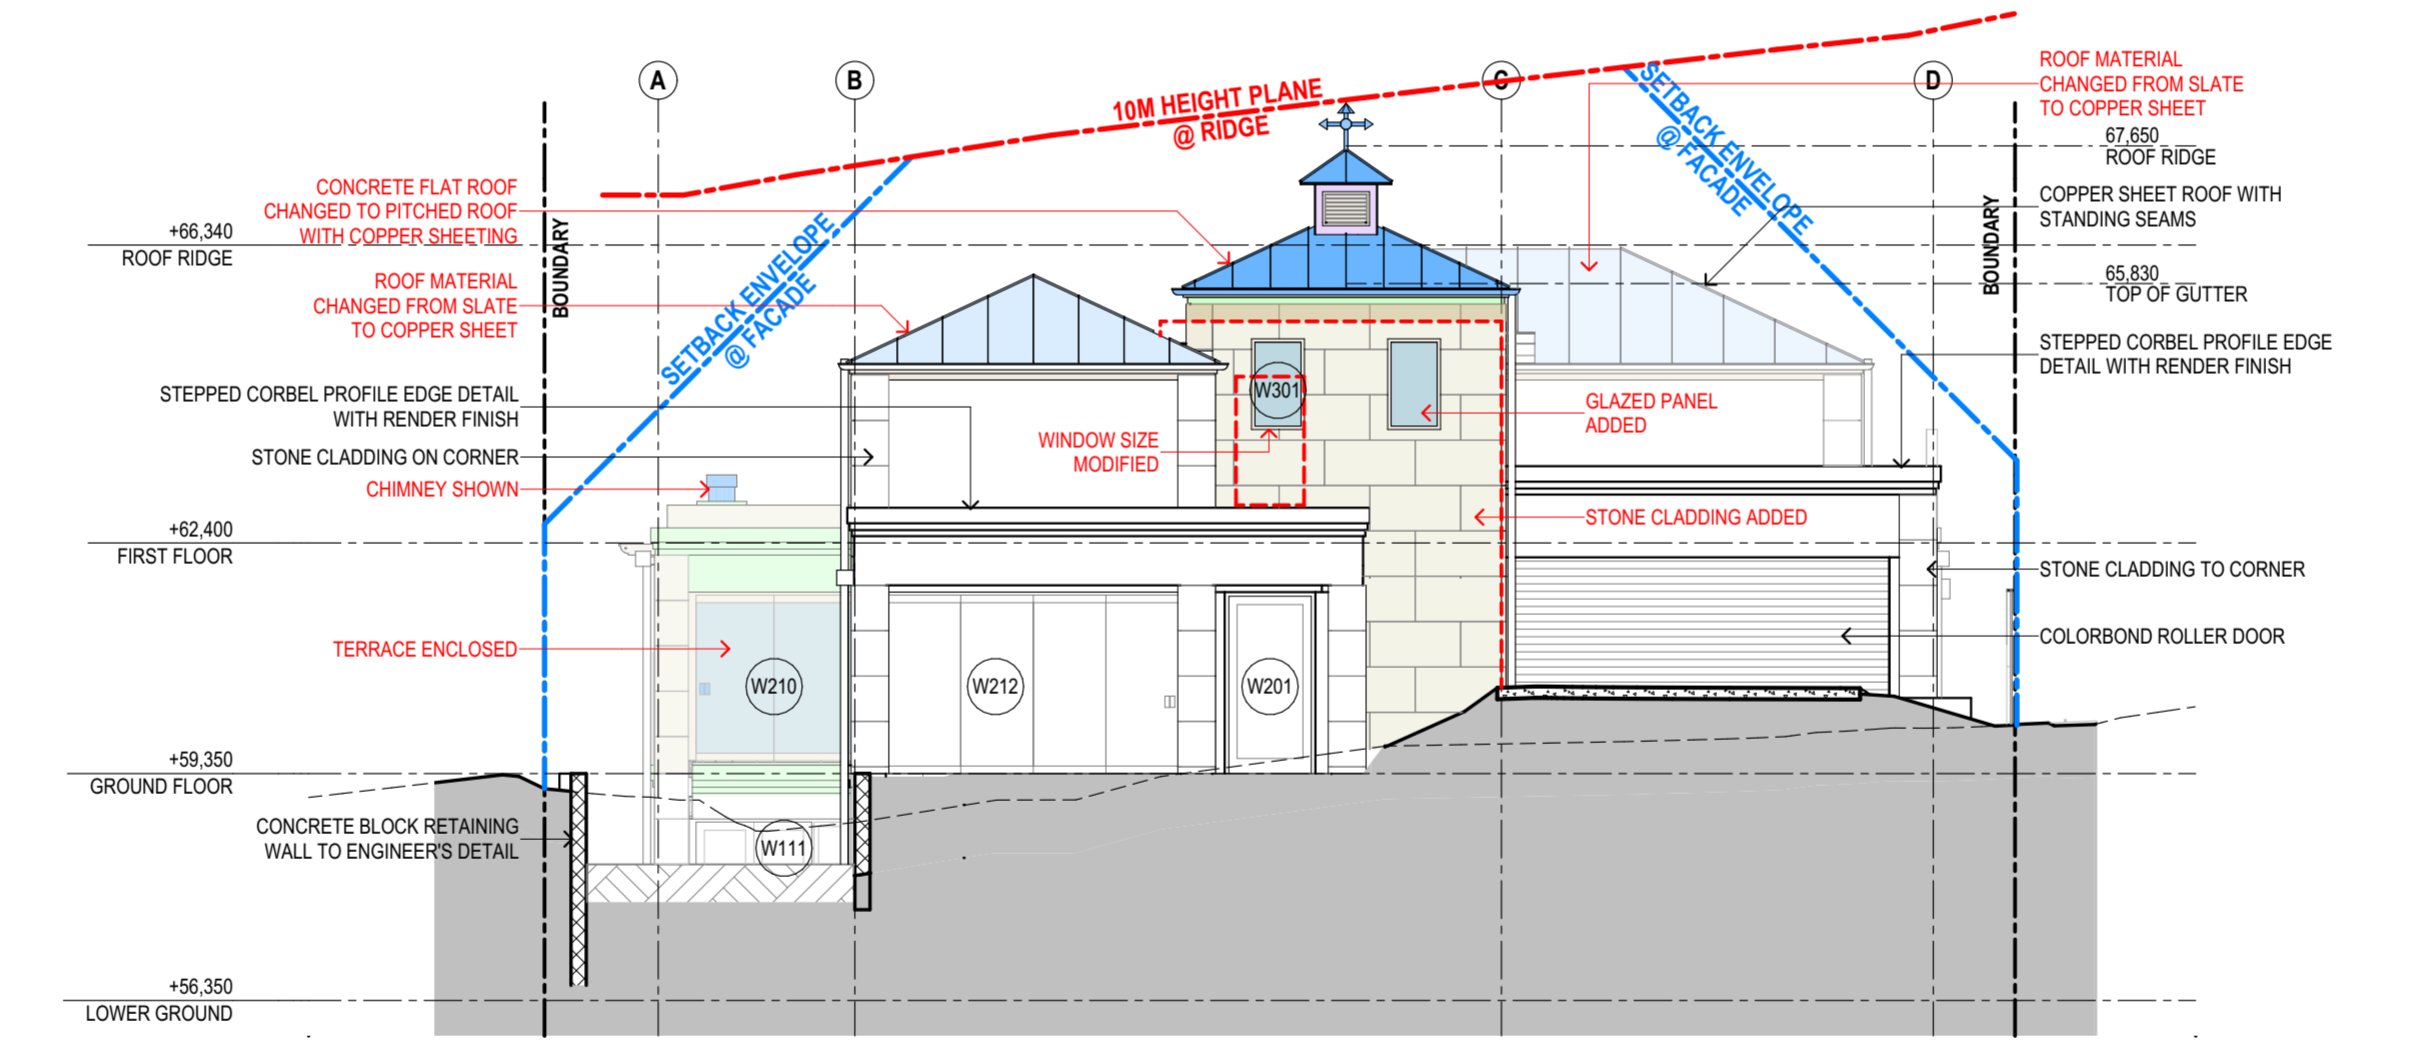 A
B
C
D
10M HEIGHT PLANE
@ RIDGE
SETBACK ENVELOPE
@ FACADE
SETBACK ENVELOPE
@ FACADE
BOUNDARY
BOUNDARY
CONCRETE FLAT ROOF
CHANGED TO PITCHED ROOF
WITH COPPER SHEETING
+66,340
ROOF RIDGE
ROOF MATERIAL
CHANGED FROM SLATE
TO COPPER SHEET
STEPPED CORBEL PROFILE EDGE DETAIL
WITH RENDER FINISH
STONE CLADDING ON CORNER
CHIMNEY SHOWN
+62,400
FIRST FLOOR
TERRACE ENCLOSED
+59,350
GROUND FLOOR
CONCRETE BLOCK RETAINING
WALL TO ENGINEER'S DETAIL
+56,350
LOWER GROUND
WINDOW SIZE
MODIFIED
W301
GLAZED PANEL
ADDED
STONE CLADDING ADDED
W210
W212
W201
W111
ROOF MATERIAL
CHANGED FROM SLATE
TO COPPER SHEET
67,650
ROOF RIDGE
COPPER SHEET ROOF WITH
STANDING SEAMS
65,830
TOP OF GUTTER
STEPPED CORBEL PROFILE EDGE
DETAIL WITH RENDER FINISH
STONE CLADDING TO CORNER
COLORBOND ROLLER DOOR